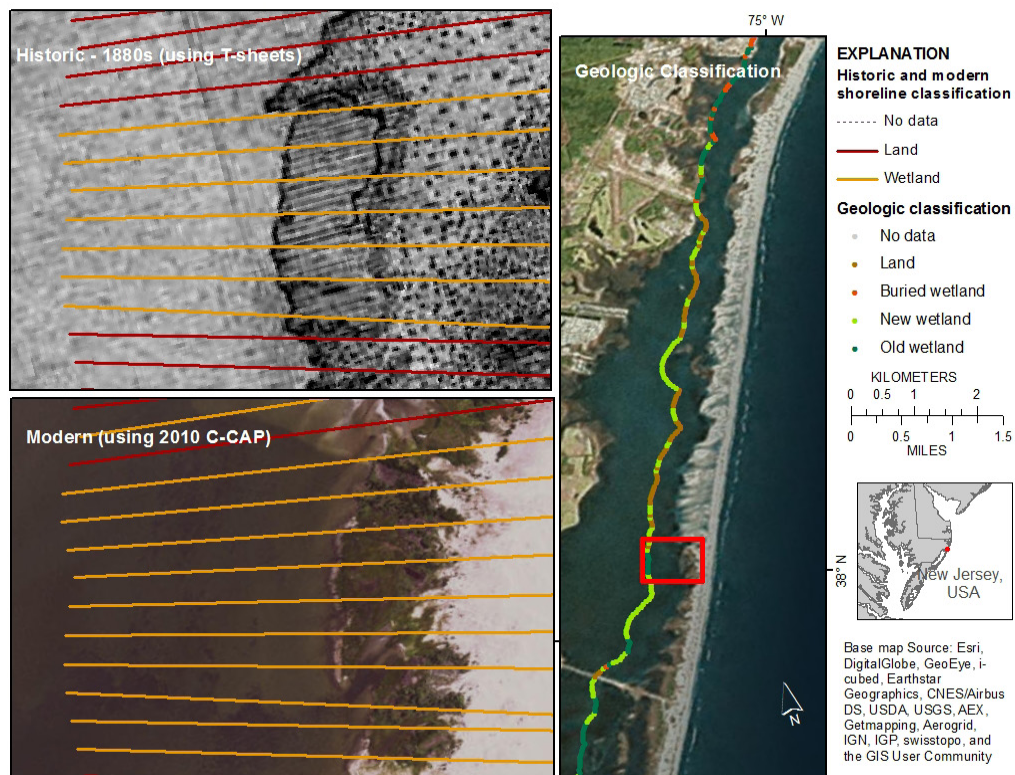 Historic - 1880s (using T-sheets)
Modern (using 2010 C-CAP)
75° W
Geologic Classification
38° N
N
EXPLANATION
Historic and modern
shoreline classification
No data
Land
Wetland
Geologic classification
No data
Land
Buried wetland
New wetland
Old wetland
KILOMETERS
0 0.5 1 2
0 0.5 1 1.5
MILES
New Jersey,
USA
Base map Source: Esri,
DigitalGlobe, GeoEye, i-
cubed, Earthstar
Geographics, CNES/Airbus
DS, USDA, USGS, AEX,
Getmapping, Aerogrid,
IGN, IGP, swisstopo, and
the GIS User Community